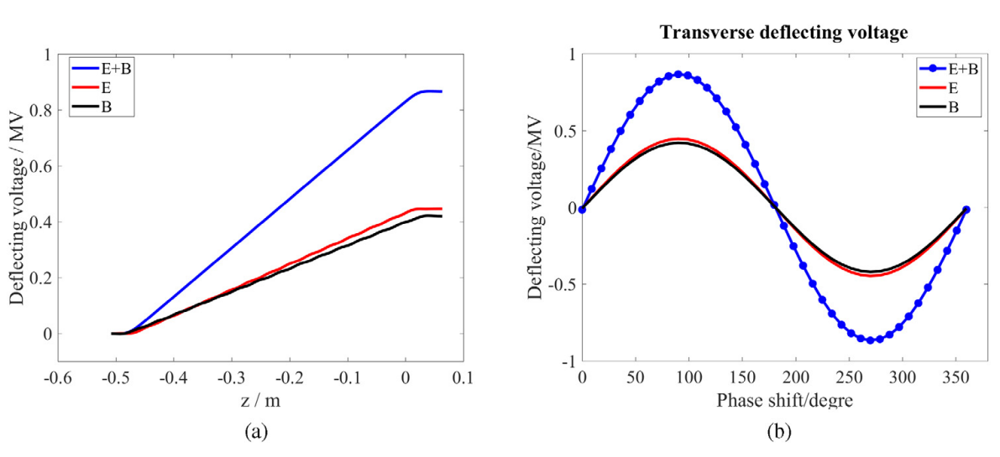 Deflecting voltage / MV
1
0.8
0.6
0.4
0.2
0
E+B
E
B
-0.6
-0.5
-0.4
-0.3
-0.2
-0.1
0
0.1
z / m
(a)
Transverse deflecting voltage
Deflecting voltage/MV
1
0.5
0
-0.5
-1
E+B
E
B
0
50
100
150
200
250
300
350
Phase shift/degre
(b)